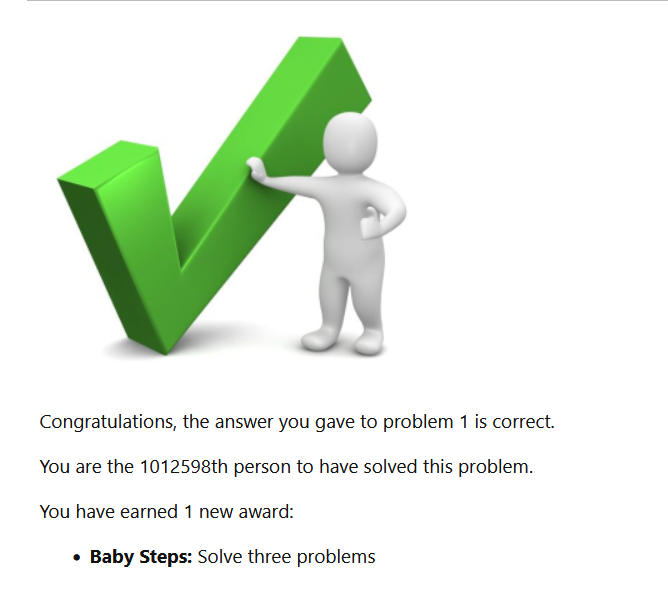 Congratulations, the answer you gave to problem 1 is correct.
You are the 1012598th person to have solved this problem.
You have earned 1 new award:
• Baby Steps: Solve three problems